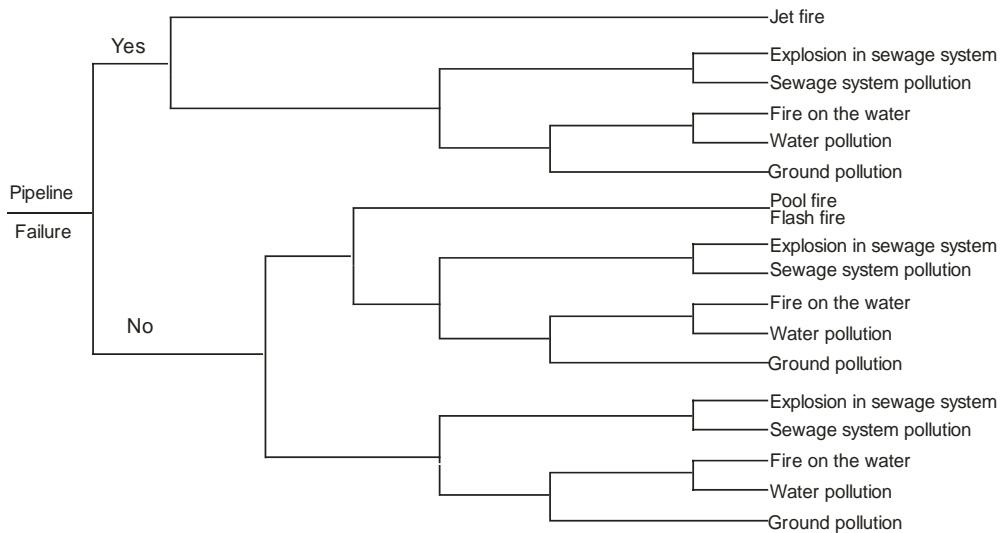 Jet fire
Yes
Explosion in sewage system
Sewage system pollution
Fire on the water
Water pollution
Ground pollution
Pipeline
Failure
Pool fire
Flash fire
Explosion in sewage system
Sewage system pollution
Fire on the water
No
Water pollution
Ground pollution
Explosion in sewage system
Sewage system pollution
Fire on the water
Water pollution
Ground pollution